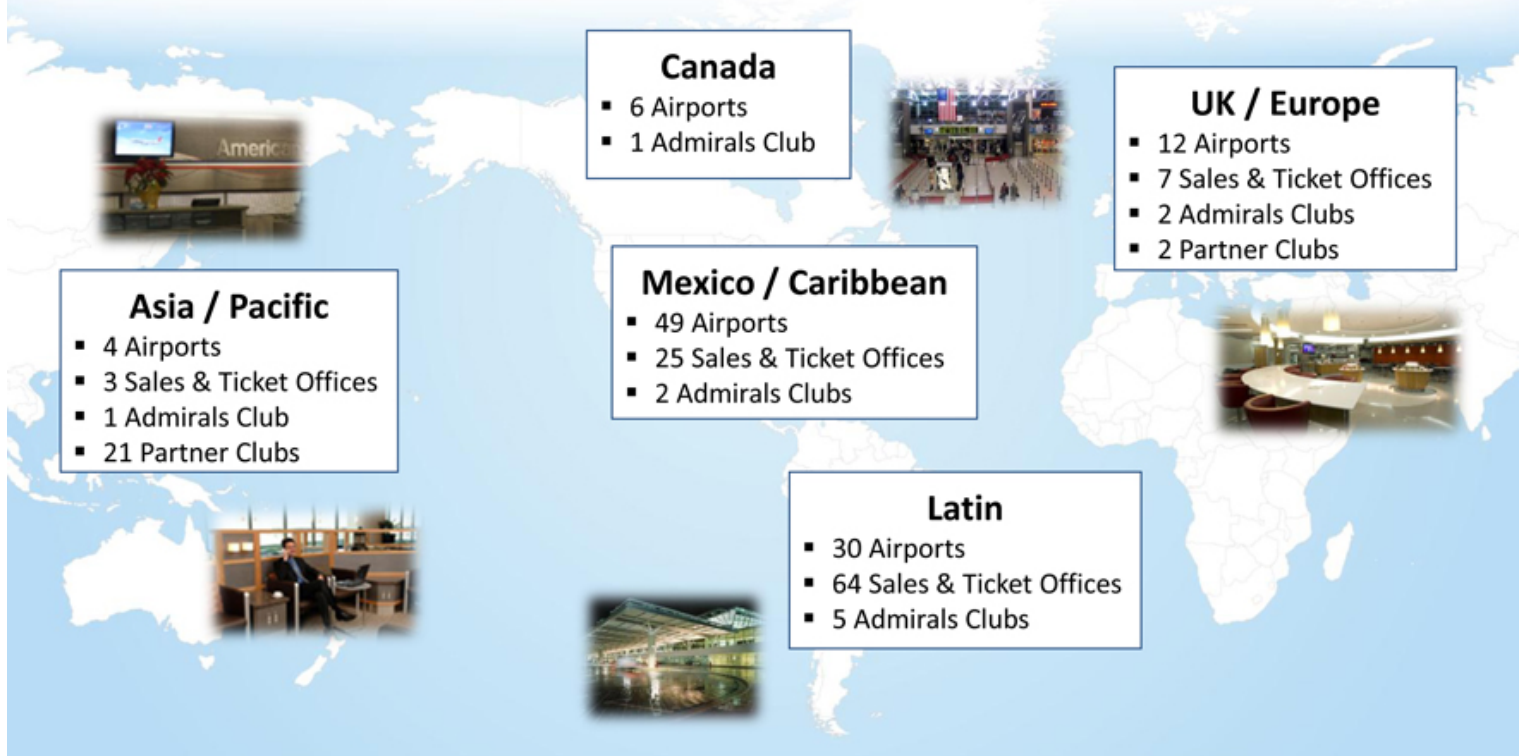 Canada
▪ 6 Airports
▪ 1 Admirals Club
UK / Europe
▪ 12 Airports
▪ 7 Sales & Ticket Offices
▪ 2 Admirals Clubs
▪ 2 Partner Clubs
America
Asia / Pacific
▪ 4 Airports
▪ 3 Sales & Ticket Offices
▪ 1 Admirals Club
▪ 21 Partner Clubs
Mexico / Caribbean
▪ 49 Airports
▪ 25 Sales & Ticket Offices
▪ 2 Admirals Clubs
Latin
▪ 30 Airports
▪ 64 Sales & Ticket Offices
▪ 5 Admirals Clubs